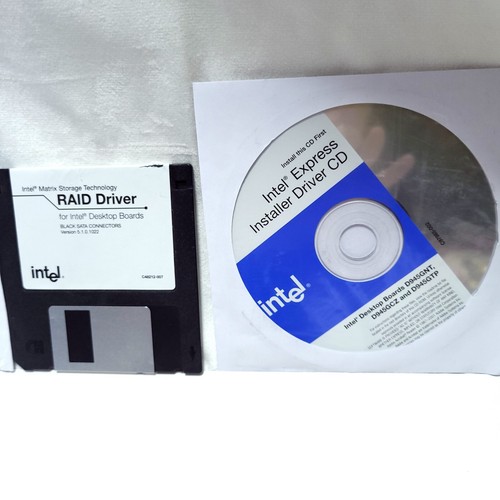 Intel® Matrix Storage Technology
RAID Driver
for Intel® Desktop Boards
BLACK SATA CONNECTORS
Version 5.1.0.1022
intel®
Install this CD First
Intel® Express
Installer Driver CD
intel®
Intel® Desktop Boards D945GNT,
D945GCZ and D945GTP